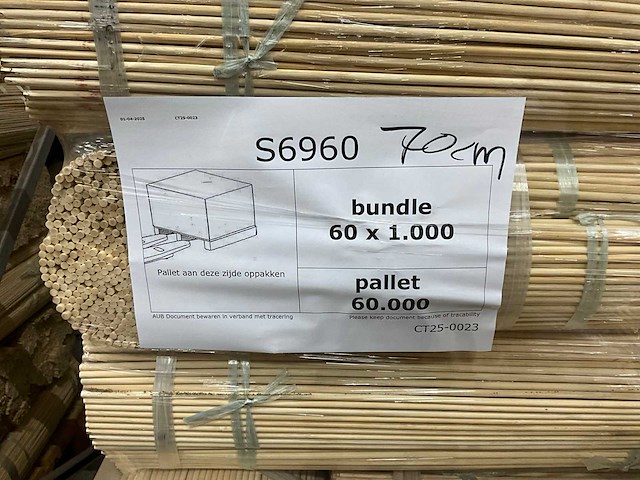 01-04-2025 CT25-0023
S6960 70cm
bundle
60 x 1.000
Pallet aan deze zijde oppakken
pallet
60.000
AUB Document bewaren in verband met tracering Please keep document because of tracability
CT25-0023